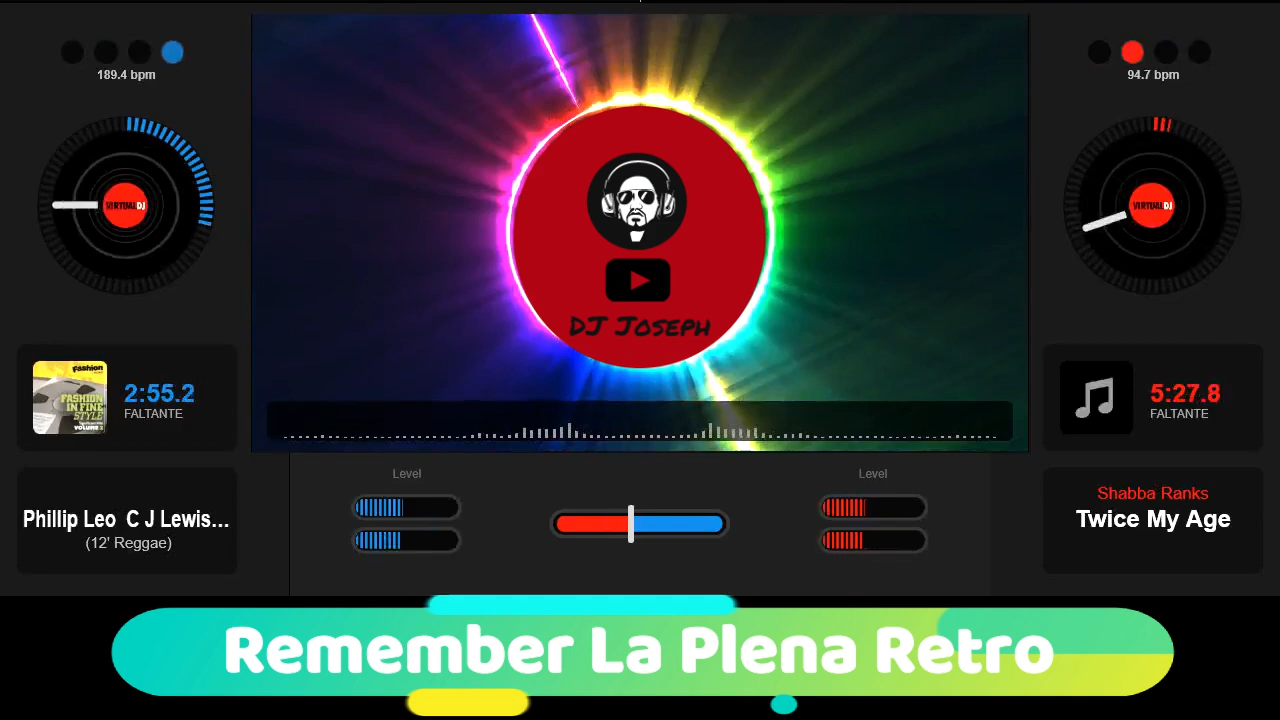 189.4 bpm
94.7 bpm
VIRTUAL DJ
VIRTUAL DJ
DJ Joseph
Fashion
FASHION
IN FINE
STYLE
VOLUME 3
2:55.2
FALTANTE
5:27.8
FALTANTE
Level
Level
Phillip Leo C J Lewis...
(12' Reggae)
Shabba Ranks
Twice My Age
Remember La Plena Retro